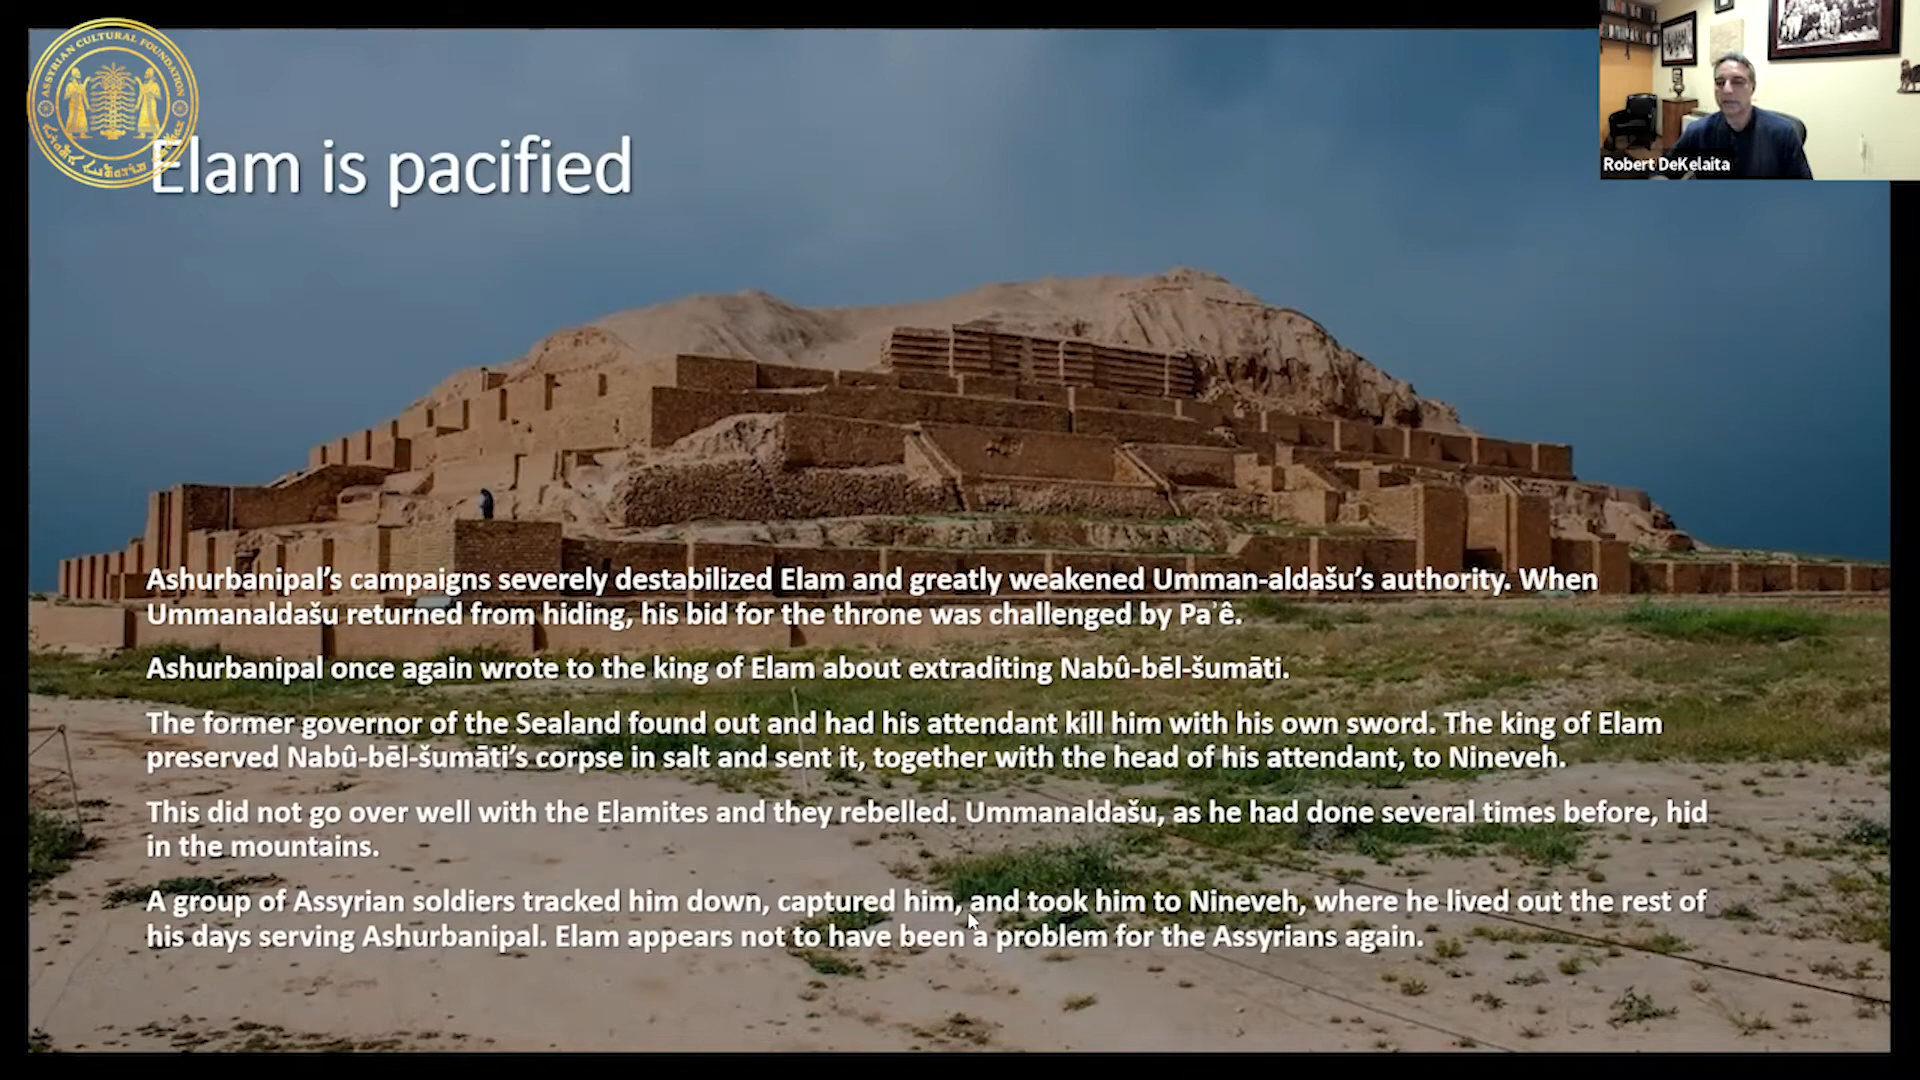 ASSYRIAN CULTURAL FOUNDATION
Robert DeKelaita
Elam is pacified
Ashurbanipal’s campaigns severely destabilized Elam and greatly weakened Umman-aldašu’s authority. When
Ummanaldašu returned from hiding, his bid for the throne was challenged by Paʾê.
Ashurbanipal once again wrote to the king of Elam about extraditing Nabû-bēl-šumāti.
The former governor of the Sealand found out and had his attendant kill him with his own sword. The king of Elam
preserved Nabû-bēl-šumāti’s corpse in salt and sent it, together with the head of his attendant, to Nineveh.
This did not go over well with the Elamites and they rebelled. Ummanaldašu, as he had done several times before, hid
in the mountains.
A group of Assyrian soldiers tracked him down, captured him, and took him to Nineveh, where he lived out the rest of
his days serving Ashurbanipal. Elam appears not to have been a problem for the Assyrians again.